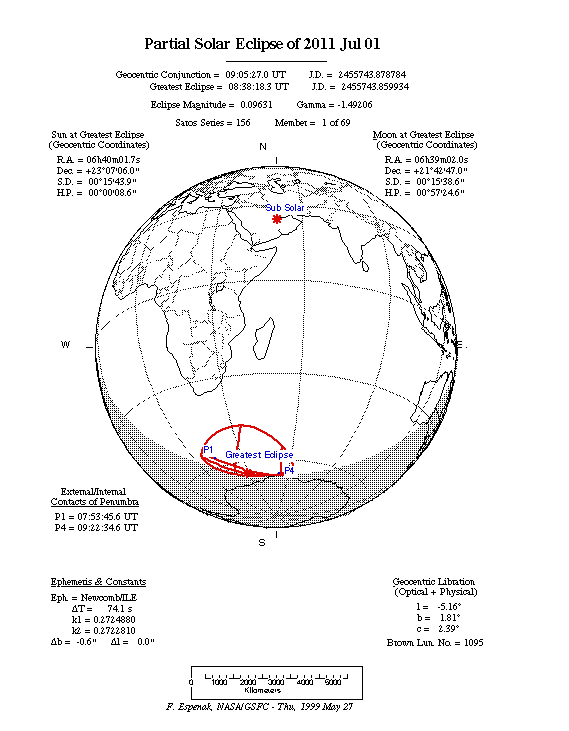 Partial Solar Eclipse of 2011 Jul 01
Geocentric Conjunction = 09:05:27.0 UT J.D. = 2455743.878784
Greatest Eclipse = 08:38:18.3 UT J.D. = 2455743.859934
Eclipse Magnitude = 0.09631 Gamma = -1.49206
Saros Series = 156 Member = 1 of 69
Sun at Greatest Eclipse
(Geocentric Coordinates)
R.A. = 06h40m01.7s
Dec. = +23°07'06.0"
S.D. = 00°15'43.9"
H.P. = 00°00'08.6"
Moon at Greatest Eclipse
(Geocentric Coordinates)
R.A. = 06h39m02.0s
Dec. = +21°42'47.0"
S.D. = 00°15'38.6"
H.P. = 00°57'24.6"
N
Sub Solar
W
E
P1
Greatest Eclipse
P4
S
External/Internal
Contacts of Penumbra
P1 = 07:53:45.6 UT
P4 = 09:22:34.6 UT
Ephemeris & Constants
Eph. = Newcomb/ILE
ΔT = 74.1 s
k1 = 0.2724880
k2 = 0.2722810
Δb = -0.6" Δl = 0.0"
Geocentric Libration
(Optical + Physical)
l = -5.16°
b = 1.81°
c = 2.39°
Brown Lun. No. = 1095
0 1000 2000 3000 4000 5000
Kilometers
F. Espenak, NASA/GSFC - Thu, 1999 May 27